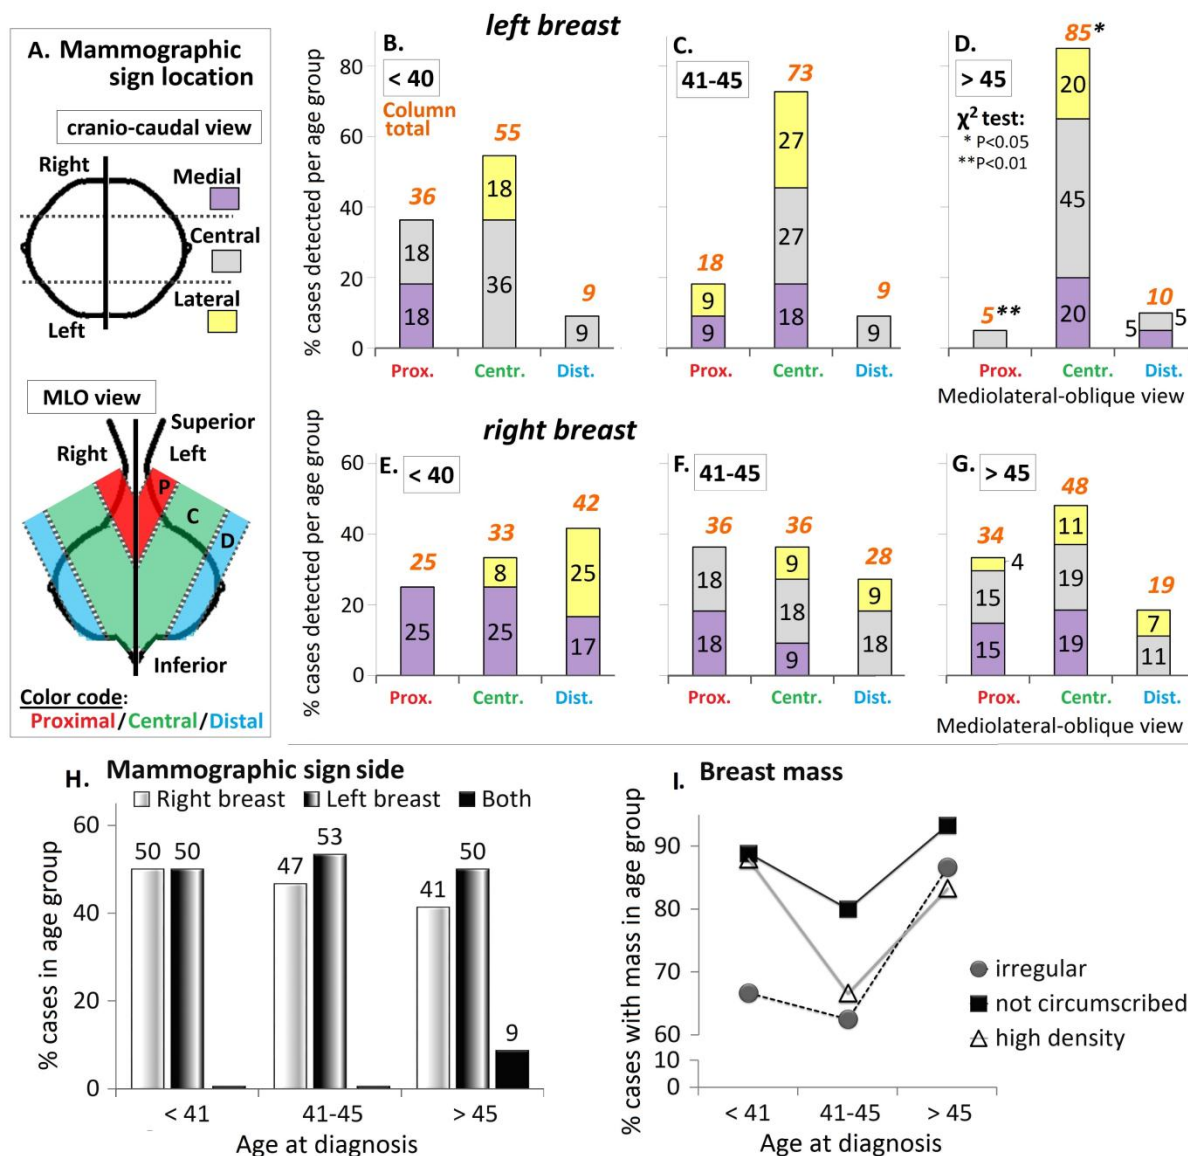 A. Mammographic
sign location
cranio-caudal view
Right
Medial
Central
Lateral
Left
MLO view
Superior
Right
Left
P
C
D
Inferior
Color code:
Proximal/Central/Distal
left breast
B.
< 40
Column
total
% cases detected per age group
80
60
40
20
0
36
18
18
55
18
36
9
9
Prox.
Centr.
Dist.
C.
41-45
18
9
9
73
27
27
18
9
9
Prox.
Centr.
Dist.
D.
> 45
χ² test:
* P<0.05
**P<0.01
5**
85*
20
45
20
10
5
5
Prox.
Centr.
Dist.
Mediolateral-oblique view
right breast
E.
< 40
% cases detected per age group
60
40
20
0
25
25
33
8
25
42
25
17
Prox.
Centr.
Dist.
F.
41-45
36
18
18
36
9
18
9
28
9
18
Prox.
Centr.
Dist.
G.
> 45
34
4
15
15
48
11
19
19
19
7
11
Prox.
Centr.
Dist.
Mediolateral-oblique view
H. Mammographic sign side
Right breast
Left breast
Both
% cases in age group
60
40
20
0
50
50
47
53
41
50
9
< 41
41-45
> 45
Age at diagnosis
I. Breast mass
% cases with mass in age group
90
80
70
60
10
0
irregular
not circumscribed
high density
< 41
41-45
> 45
Age at diagnosis